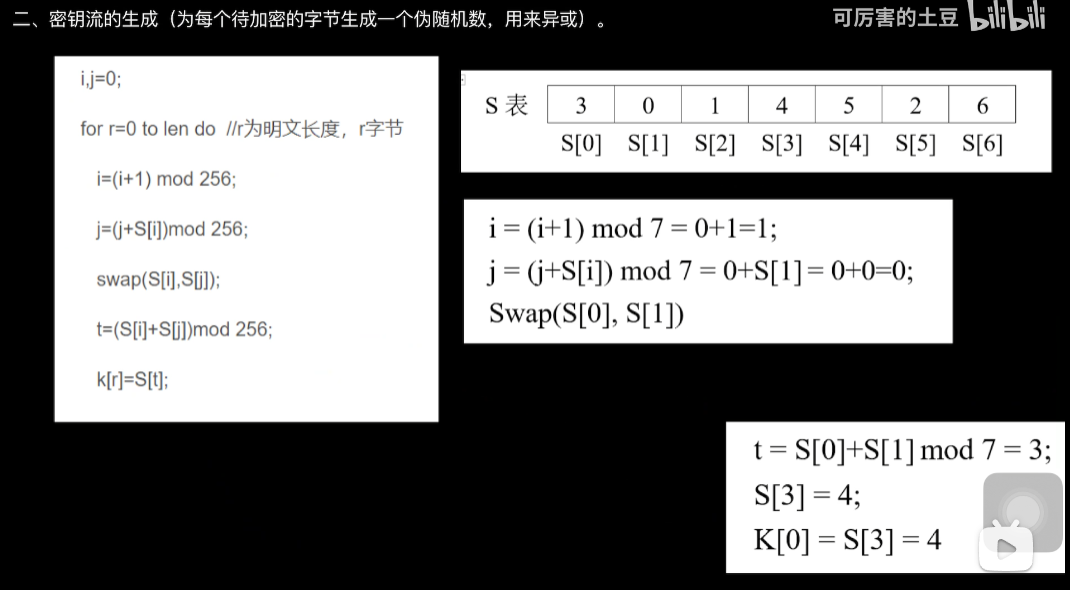 二、密钥流的生成（为每个待加密的字节生成一个伪随机数，用来异或）。
可厉害的土豆 bilibili
i,j=0;
for r=0 to len do //r为明文长度，r字节
i=(i+1) mod 256;
j=(j+S[i])mod 256;
swap(S[i],S[j]);
t=(S[i]+S[j])mod 256;
k[r]=S[t];
S 表 3 0 1 4 5 2 6
S[0] S[1] S[2] S[3] S[4] S[5] S[6]
i = (i+1) mod 7 = 0+1=1;
j = (j+S[i]) mod 7 = 0+S[1] = 0+0=0;
Swap(S[0], S[1])
t = S[0]+S[1] mod 7 = 3;
S[3] = 4;
K[0] = S[3] = 4